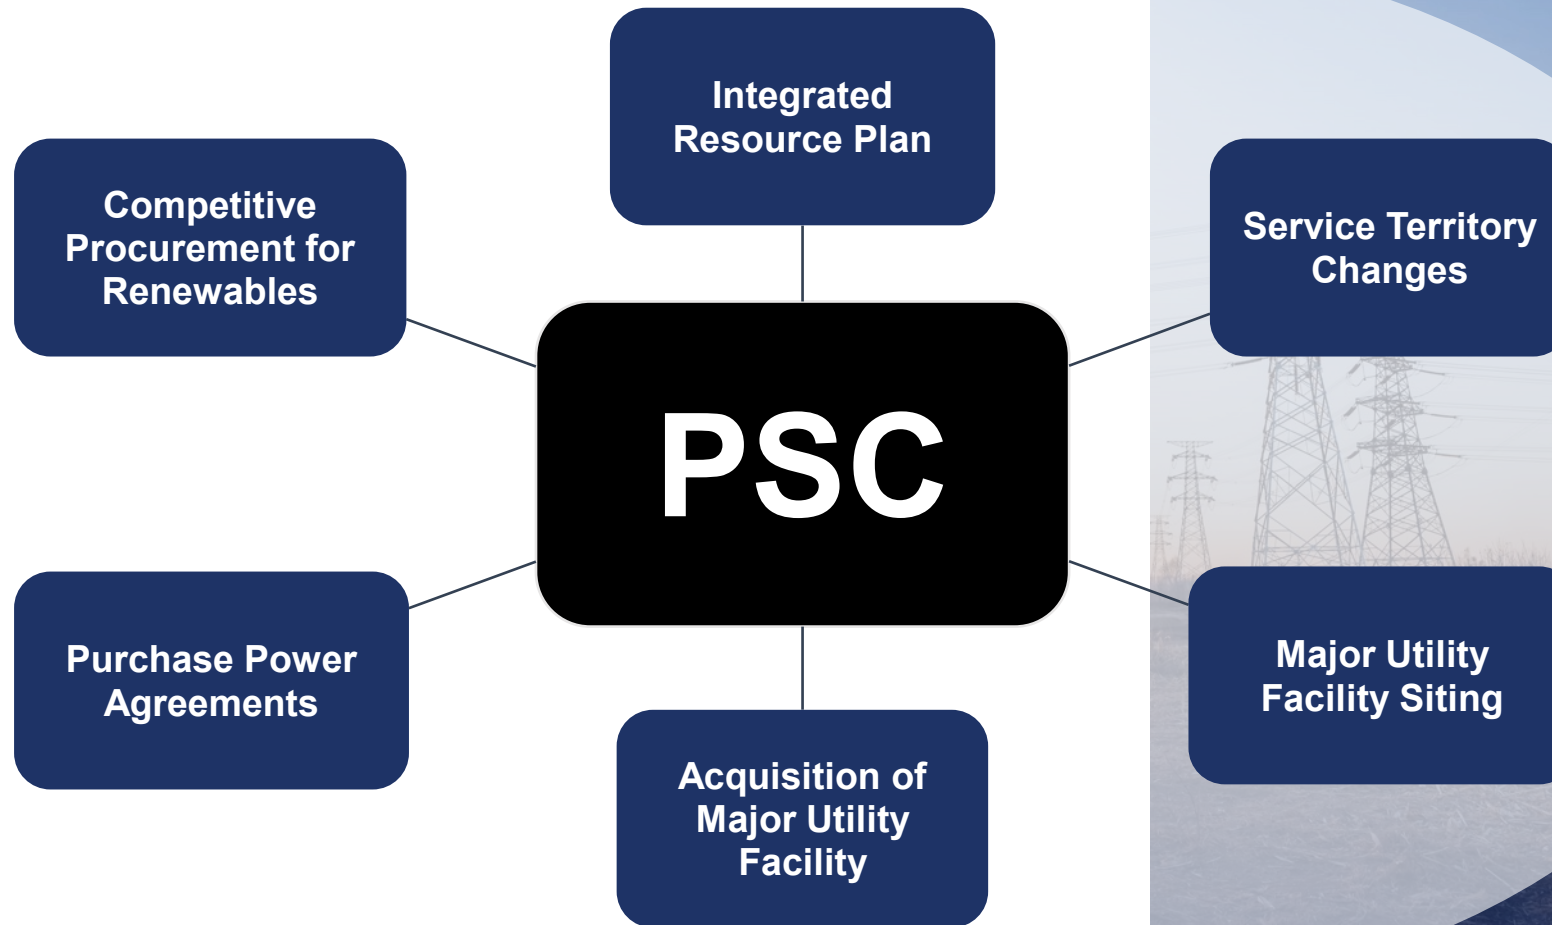 Integrated
Resource Plan
Competitive
Procurement for
Renewables
Service Territory
Changes
PSC
Purchase Power
Agreements
Major Utility
Facility Siting
Acquisition of
Major Utility
Facility